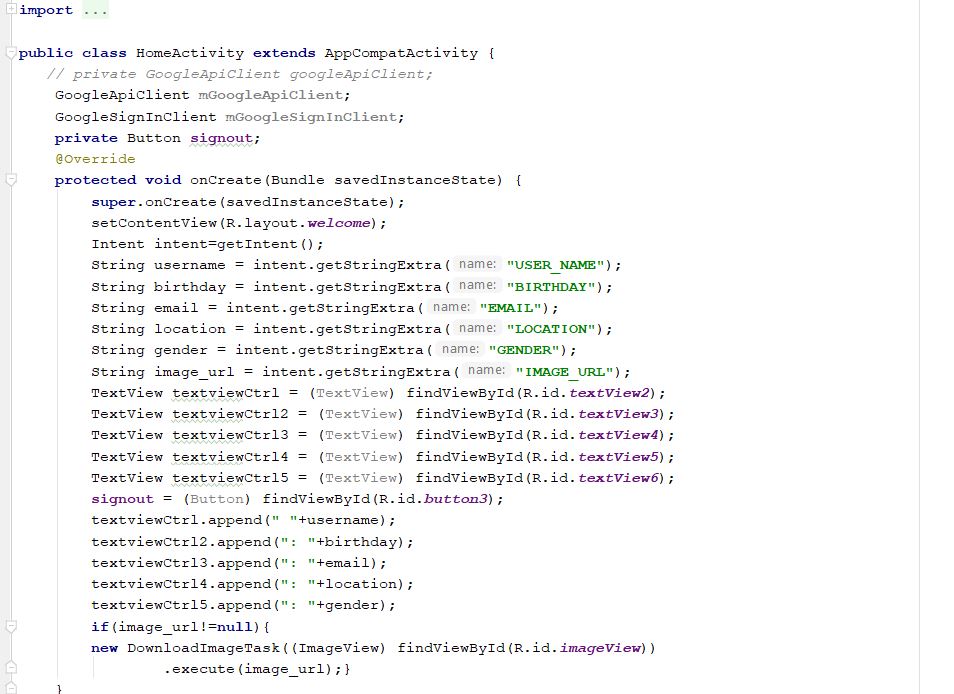 import ...
public class HomeActivity extends AppCompatActivity {
// private GoogleApiClient googleApiClient;
GoogleApiClient mGoogleApiClient;
GoogleSignInClient mGoogleSignInClient;
private Button signout;
@Override
protected void onCreate(Bundle savedInstanceState) {
super.onCreate(savedInstanceState);
setContentView(R.layout.welcome);
Intent intent=getIntent();
String username = intent.getStringExtra( name: "USER_NAME");
String birthday = intent.getStringExtra( name: "BIRTHDAY");
String email = intent.getStringExtra( name: "EMAIL");
String location = intent.getStringExtra( name: "LOCATION");
String gender = intent.getStringExtra( name: "GENDER");
String image_url = intent.getStringExtra( name: "IMAGE_URL");
TextView textviewCtrl = (TextView) findViewById(R.id.textView2);
TextView textviewCtrl2 = (TextView) findViewById(R.id.textView3);
TextView textviewCtrl3 = (TextView) findViewById(R.id.textView4);
TextView textviewCtrl4 = (TextView) findViewById(R.id.textView5);
TextView textviewCtrl5 = (TextView) findViewById(R.id.textView6);
signout = (Button) findViewById(R.id.button3);
textviewCtrl.append(" "+username);
textviewCtrl2.append(": "+birthday);
textviewCtrl3.append(": "+email);
textviewCtrl4.append(": "+location);
textviewCtrl5.append(": "+gender);
if(image_url!=null){
new DownloadImageTask((ImageView) findViewById(R.id.imageView))
.execute(image_url);}
}